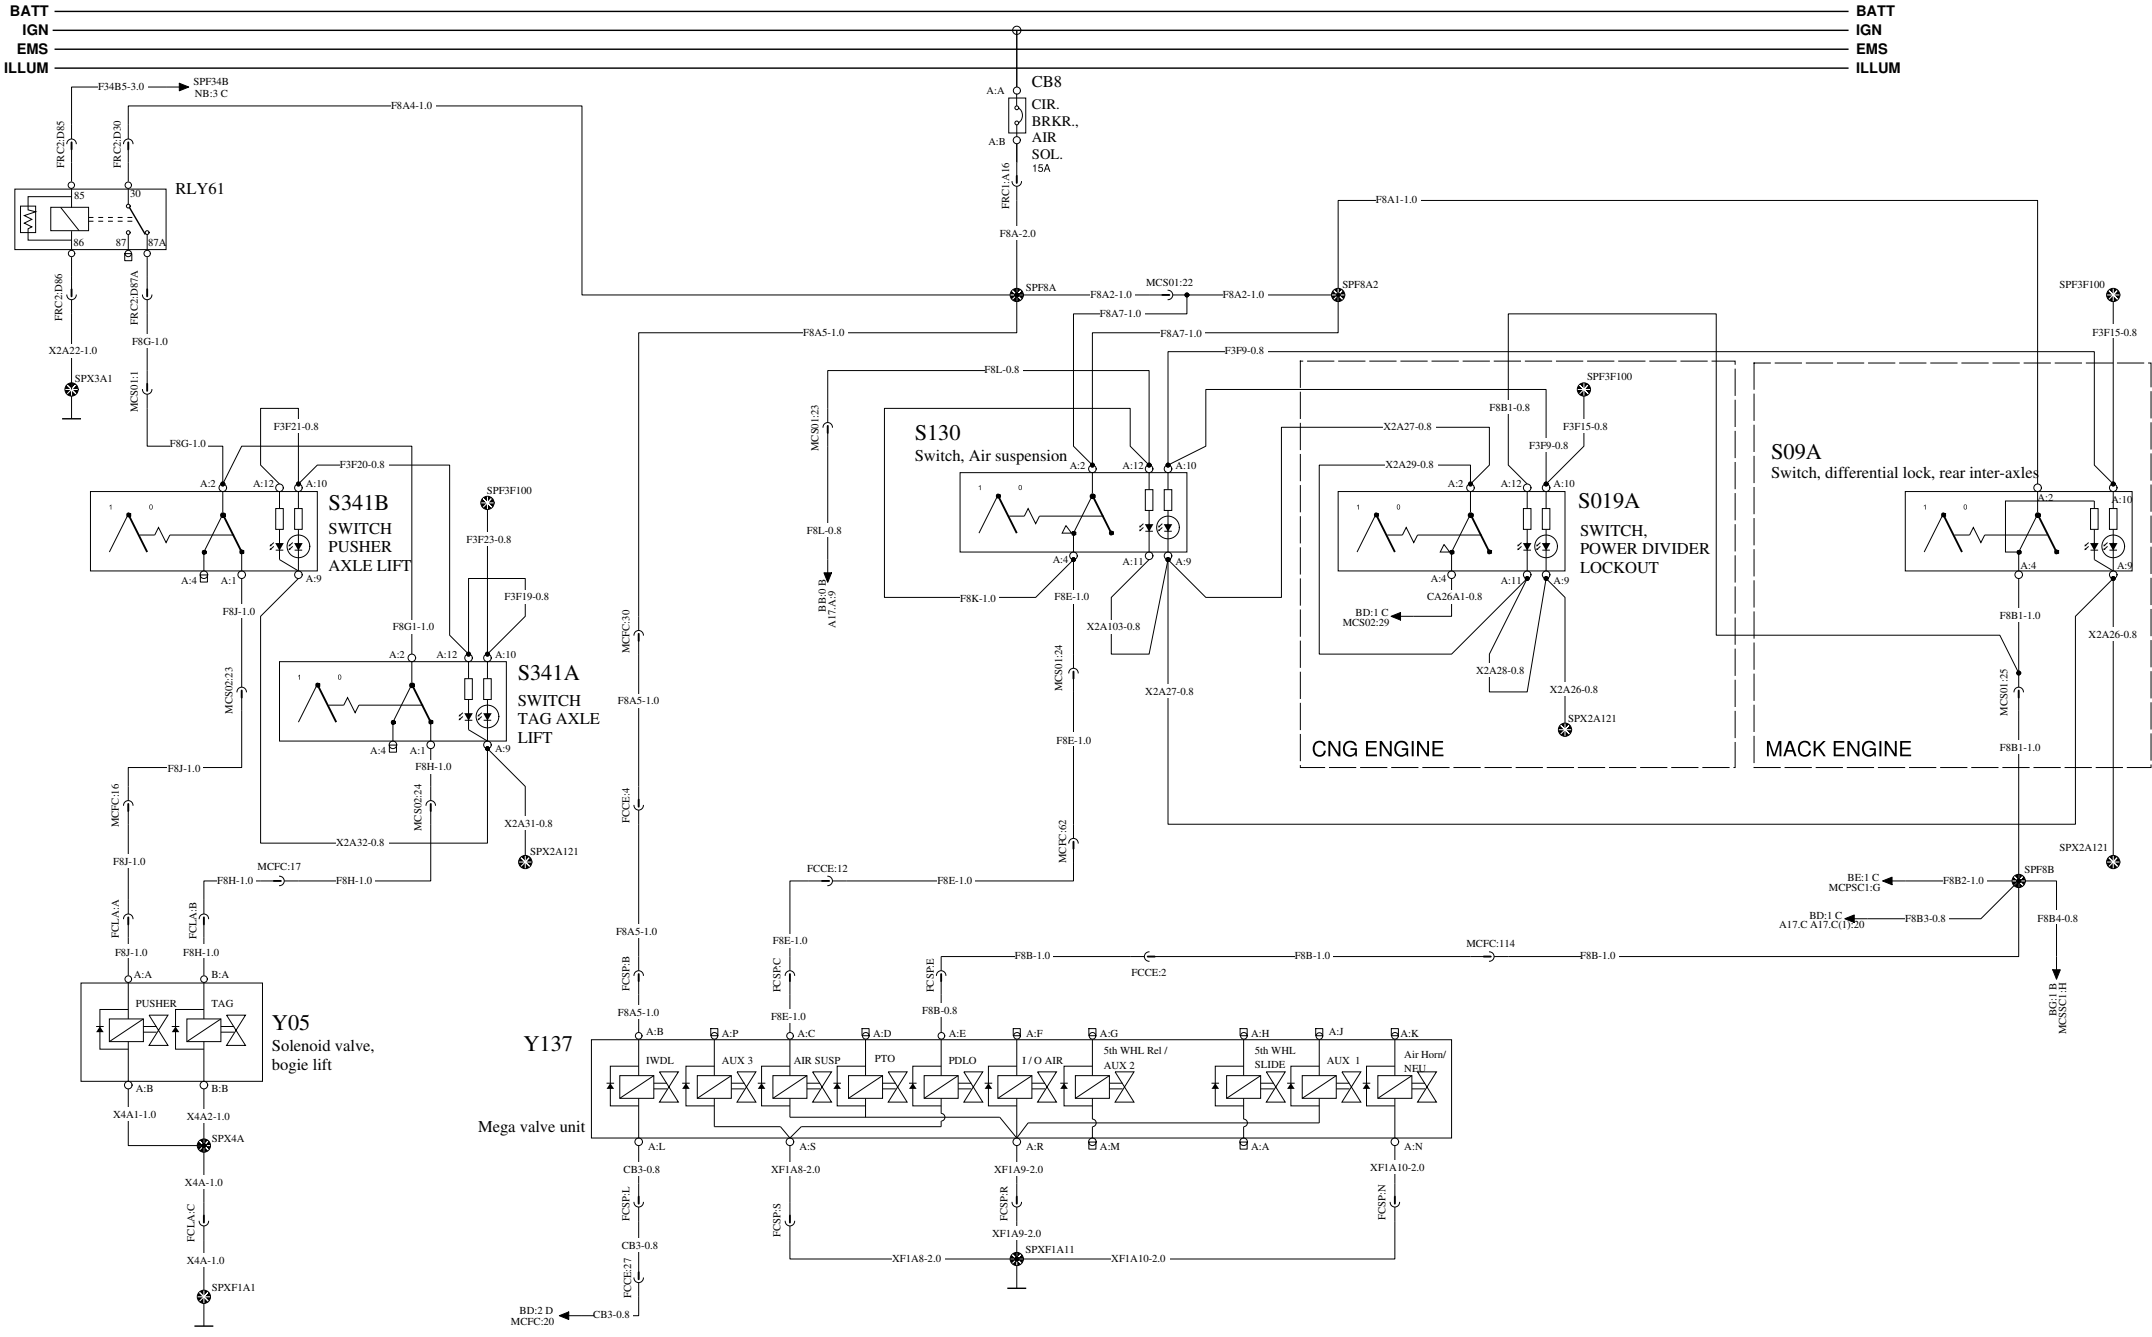 BATT
IGN
EMS
ILLUM
BATT
IGN
EMS
ILLUM
F34B5-3.0
SPF34B
NB:3 C
F8A4-1.0
FRC2:D85
FRC2:D30
RLY61
85
30
86
87
87A
FRC2:D86
FRC2:D87A
X2A22-1.0
F8G-1.0
SPX3A1
MCS01:1
CB8
A:A
CIR.
BRKR.,
AIR
SOL.
15A
A:B
FRC1:A16
F8A-2.0
SPF8A
F8A2-1.0
MCS01:22
F8A2-1.0
SPF8A2
F8A1-1.0
F8A7-1.0
F8A7-1.0
F8A5-1.0
F3F9-0.8
F8L-0.8
SPF3F100
F3F15-0.8
F8G-1.0
F3F21-0.8
F3F20-0.8
A:2
A:12
A:10
1
0
S341B
SWITCH
PUSHER
AXLE LIFT
A:4
A:1
A:9
F8J-1.0
F8G1-1.0
SPF3F100
F3F23-0.8
F3F19-0.8
A:2
A:12
A:10
1
0
S341A
SWITCH
TAG AXLE
LIFT
A:4
A:1
A:9
MCS02:23
F8H-1.0
MCS02:24
F8J-1.0
X2A32-0.8
X2A31-0.8
SPX2A121
MCFC:16
F8J-1.0
MCFC:17
F8H-1.0
F8H-1.0
FCLA:A
FCLA:B
F8J-1.0
F8H-1.0
A:A
B:A
PUSHER
TAG
Y05
Solenoid valve,
bogie lift
A:B
B:B
X4A1-1.0
X4A2-1.0
SPX4A
X4A-1.0
FCLA:C
X4A-1.0
SPXF1A1
MCFC:30
F8A5-1.0
FCCE:4
F8A5-1.0
FCSP:B
F8A5-1.0
MCS01:23
F8L-0.8
BB:0 B
A17.A:9
S130
Switch, Air suspension
A:2
A:12
A:10
1
0
A:4
A:11
A:9
F8K-1.0
F8E-1.0
X2A103-0.8
MCS01:24
X2A27-0.8
F8E-1.0
MCFC:62
FCCE:12
F8E-1.0
F8E-1.0
FCSP:C
F8E-1.0
F8B1-0.8
SPF3F100
F3F15-0.8
F3F9-0.8
X2A27-0.8
X2A29-0.8
A:2
A:12
A:10
1
0
S019A
SWITCH,
POWER DIVIDER
LOCKOUT
A:4
A:11
A:9
CA26A1-0.8
BD:1 C
MCS02:29
X2A28-0.8
X2A26-0.8
SPX2A121
CNG ENGINE
S09A
Switch, differential lock, rear inter-axles
A:2
A:10
1
0
A:4
A:9
F8B1-1.0
X2A26-0.8
MCS01:25
F8B1-1.0
MACK ENGINE
SPX2A121
SPF8B
BE:1 C
MCPSC1:G
F8B2-1.0
BD:1 C
A17.C A17.C(1):20
F8B3-0.8
F8B4-0.8
BG:1 B
MCSSC1:H
F8B-1.0
FCCE:2
F8B-1.0
MCFC:114
F8B-1.0
FCSP:E
F8B-0.8
Y137
Mega valve unit
A:B
A:P
A:C
A:D
A:E
A:F
A:G
A:H
A:J
A:K
IWDL
AUX 3
AIR SUSP
PTO
PDLO
I / O AIR
5th WHL Rel /
AUX 2
5th WHL
SLIDE
AUX 1
Air Horn/
NEU
A:L
A:S
A:R
A:M
A:A
A:N
CB3-0.8
XF1A8-2.0
XF1A9-2.0
XF1A10-2.0
FCSP:L
FCSP:S
FCSP:R
FCSP:N
CB3-0.8
XF1A9-2.0
FCCE:27
XF1A8-2.0
SPXF1A11
XF1A10-2.0
BD:2 D
MCFC:20
CB3-0.8